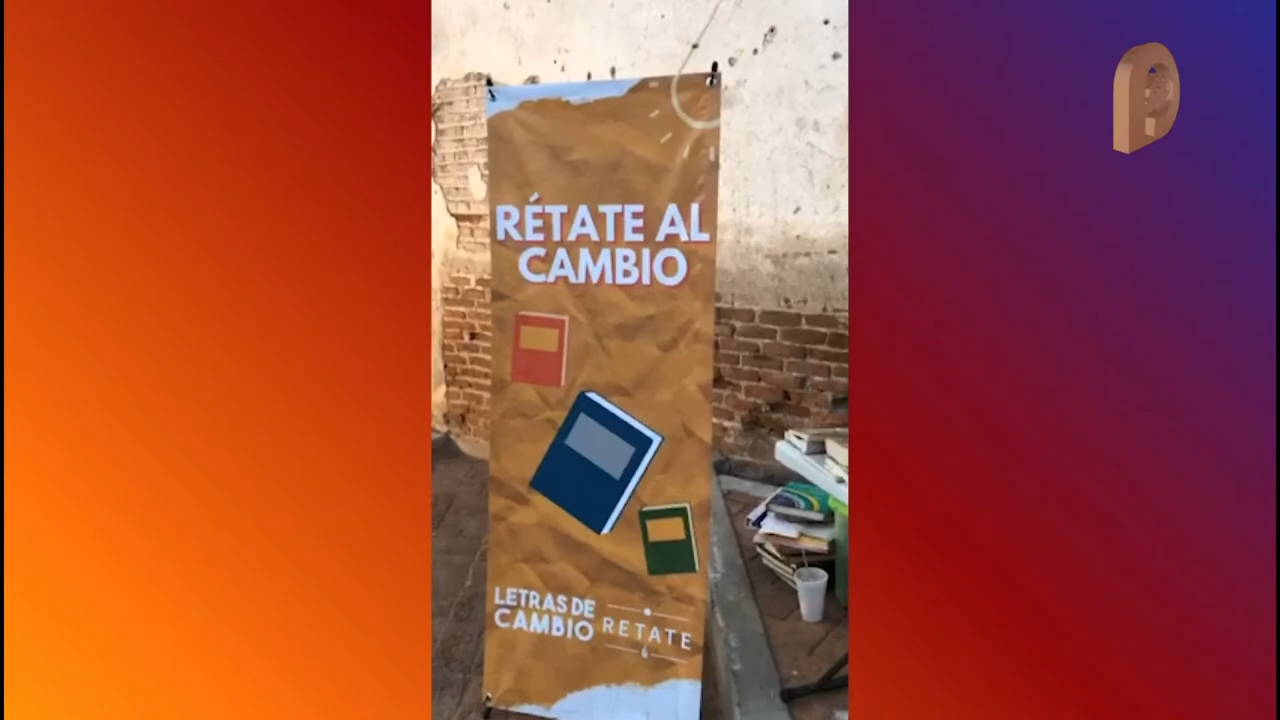 RÉTATE AL
CAMBIO
LETRAS DE
CAMBIO
RETATE